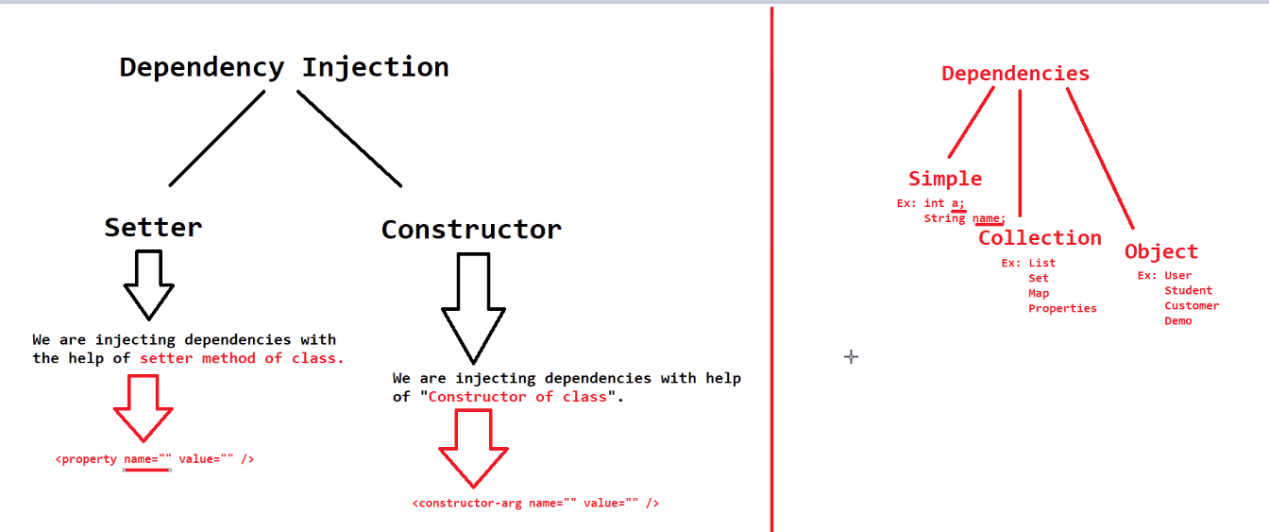 Dependency Injection
Setter
Constructor
We are injecting dependencies with
the help of setter method of class.
<property name="" value="" />
We are injecting dependencies with help
of "Constructor of class".
<constructor-arg name="" value="" />
Dependencies
Simple
Ex: int a;
String name;
Collection
Ex: List
Set
Map
Properties
Object
Ex: User
Student
Customer
Demo